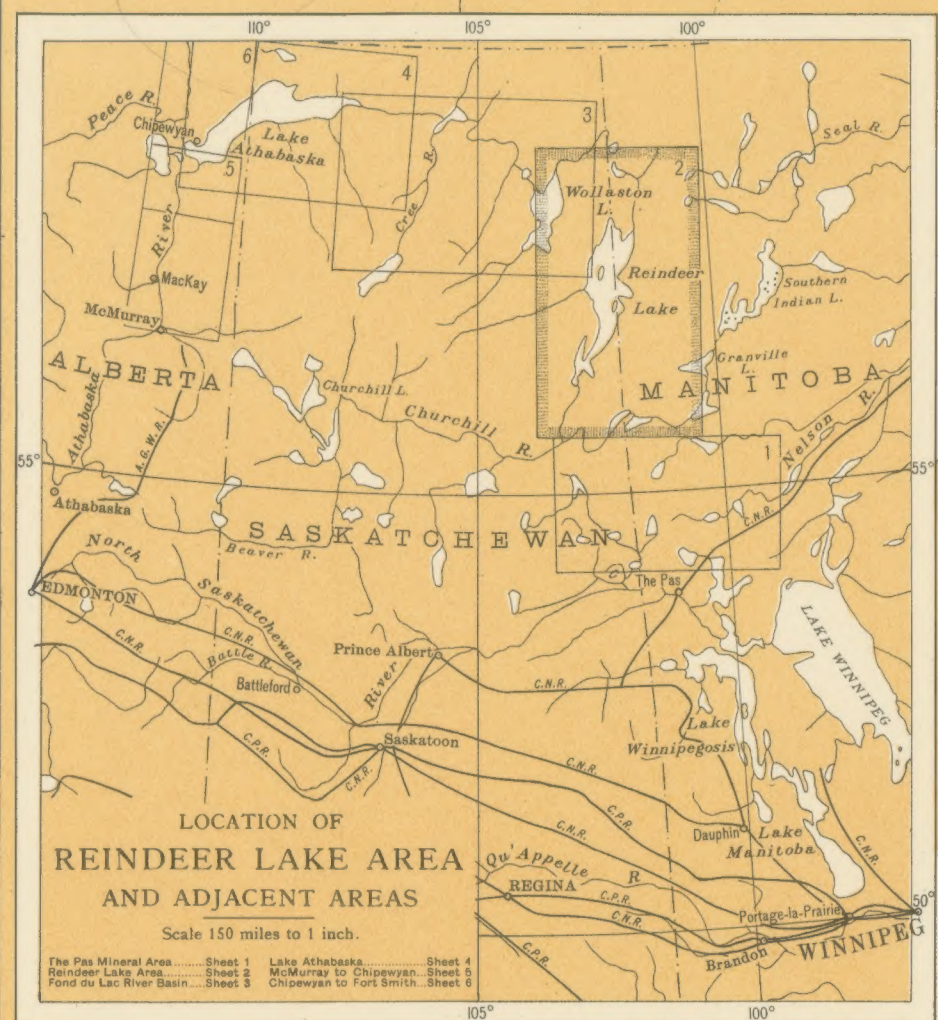 110°
105°
100°
6
4
3
2
Peace R.
Chipewyan
Lake
Athabaska
5
Cree R.
Seal R.
Wollaston
L.
River
MacKay
Reindeer
Lake
Southern
Indian L.
McMurray
ALBERTA
Athabaska
A. G. W. R.
Churchill L.
Churchill R.
Granville
L.
MANITOBA
Nelson R.
1
55°
55°
Athabaska
SASKATCHEWAN
Beaver R.
C.N.R.
North Saskatchewan River
The Pas
EDMONTON
C.N.R.
C.N.R.
Battle R.
Battleford
Prince Albert
C.N.R.
LAKE WINNIPEG
Lake
Winnipegosis
Saskatoon
C.P.R.
C.N.R.
C.N.R.
C.P.R.
C.N.R.
Dauphin
Lake
Manitoba
C.N.R.
LOCATION OF
REINDEER LAKE AREA
AND ADJACENT AREAS
Scale 150 miles to 1 inch.
Qu'Appelle R
REGINA
C.P.R.
C.N.R.
C.P.R.
Portage-la-Prairie
50°
Brandon
WINNIPEG
The Pas Mineral Area.......... Sheet 1
Reindeer Lake Area.......... Sheet 2
Fond du Lac River Basin.... Sheet 3
Lake Athabaska.......... Sheet 4
McMurray to Chipewyan... Sheet 5
Chipewyan to Fort Smith... Sheet 6
105°
100°